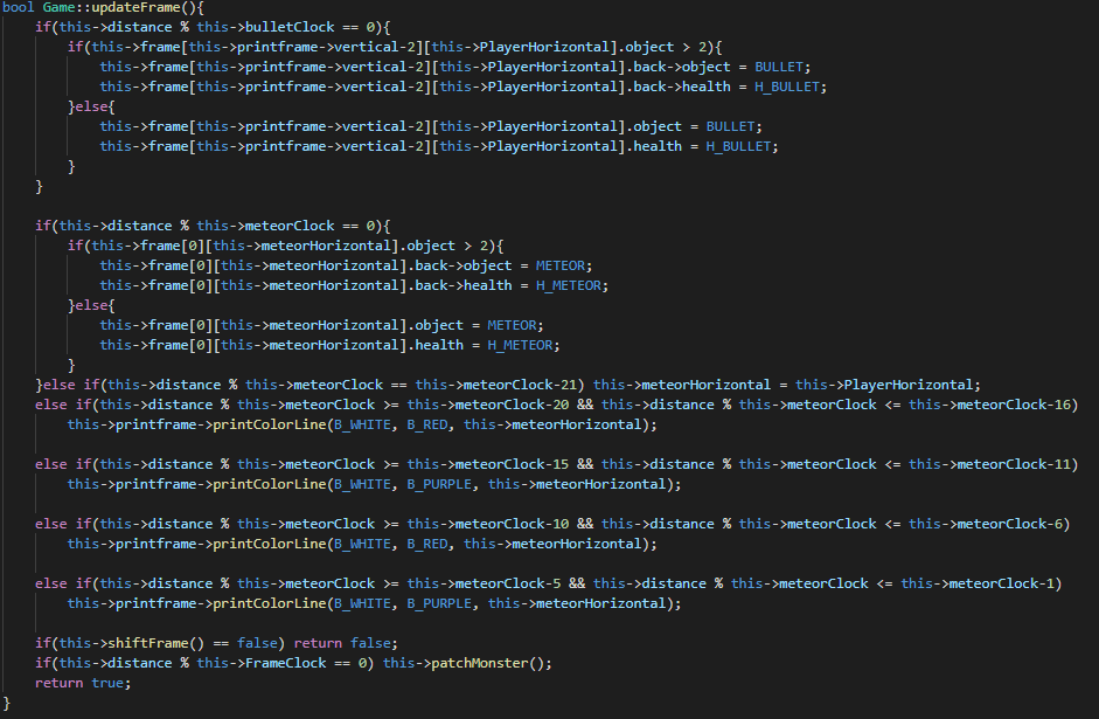 bool Game::updateFrame(){
    if(this->distance % this->bulletClock == 0){
        if(this->frame[this->printframe->vertical-2][this->PlayerHorizontal].object > 2){
            this->frame[this->printframe->vertical-2][this->PlayerHorizontal].back->object = BULLET;
            this->frame[this->printframe->vertical-2][this->PlayerHorizontal].back->health = H_BULLET;
        }else{
            this->frame[this->printframe->vertical-2][this->PlayerHorizontal].object = BULLET;
            this->frame[this->printframe->vertical-2][this->PlayerHorizontal].health = H_BULLET;
        }
    }

    if(this->distance % this->meteorClock == 0){
        if(this->frame[0][this->meteorHorizontal].object > 2){
            this->frame[0][this->meteorHorizontal].back->object = METEOR;
            this->frame[0][this->meteorHorizontal].back->health = H_METEOR;
        }else{
            this->frame[0][this->meteorHorizontal].object = METEOR;
            this->frame[0][this->meteorHorizontal].health = H_METEOR;
        }
    }else if(this->distance % this->meteorClock == this->meteorClock-21) this->meteorHorizontal = this->PlayerHorizontal;
    else if(this->distance % this->meteorClock >= this->meteorClock-20 && this->distance % this->meteorClock <= this->meteorClock-16)
        this->printframe->printColorLine(B_WHITE, B_RED, this->meteorHorizontal);

    else if(this->distance % this->meteorClock >= this->meteorClock-15 && this->distance % this->meteorClock <= this->meteorClock-11)
        this->printframe->printColorLine(B_WHITE, B_PURPLE, this->meteorHorizontal);

    else if(this->distance % this->meteorClock >= this->meteorClock-10 && this->distance % this->meteorClock <= this->meteorClock-6)
        this->printframe->printColorLine(B_WHITE, B_RED, this->meteorHorizontal);

    else if(this->distance % this->meteorClock >= this->meteorClock-5 && this->distance % this->meteorClock <= this->meteorClock-1)
        this->printframe->printColorLine(B_WHITE, B_PURPLE, this->meteorHorizontal);

    if(this->shiftFrame() == false) return false;
    if(this->distance % this->FrameClock == 0) this->patchMonster();
    return true;
}